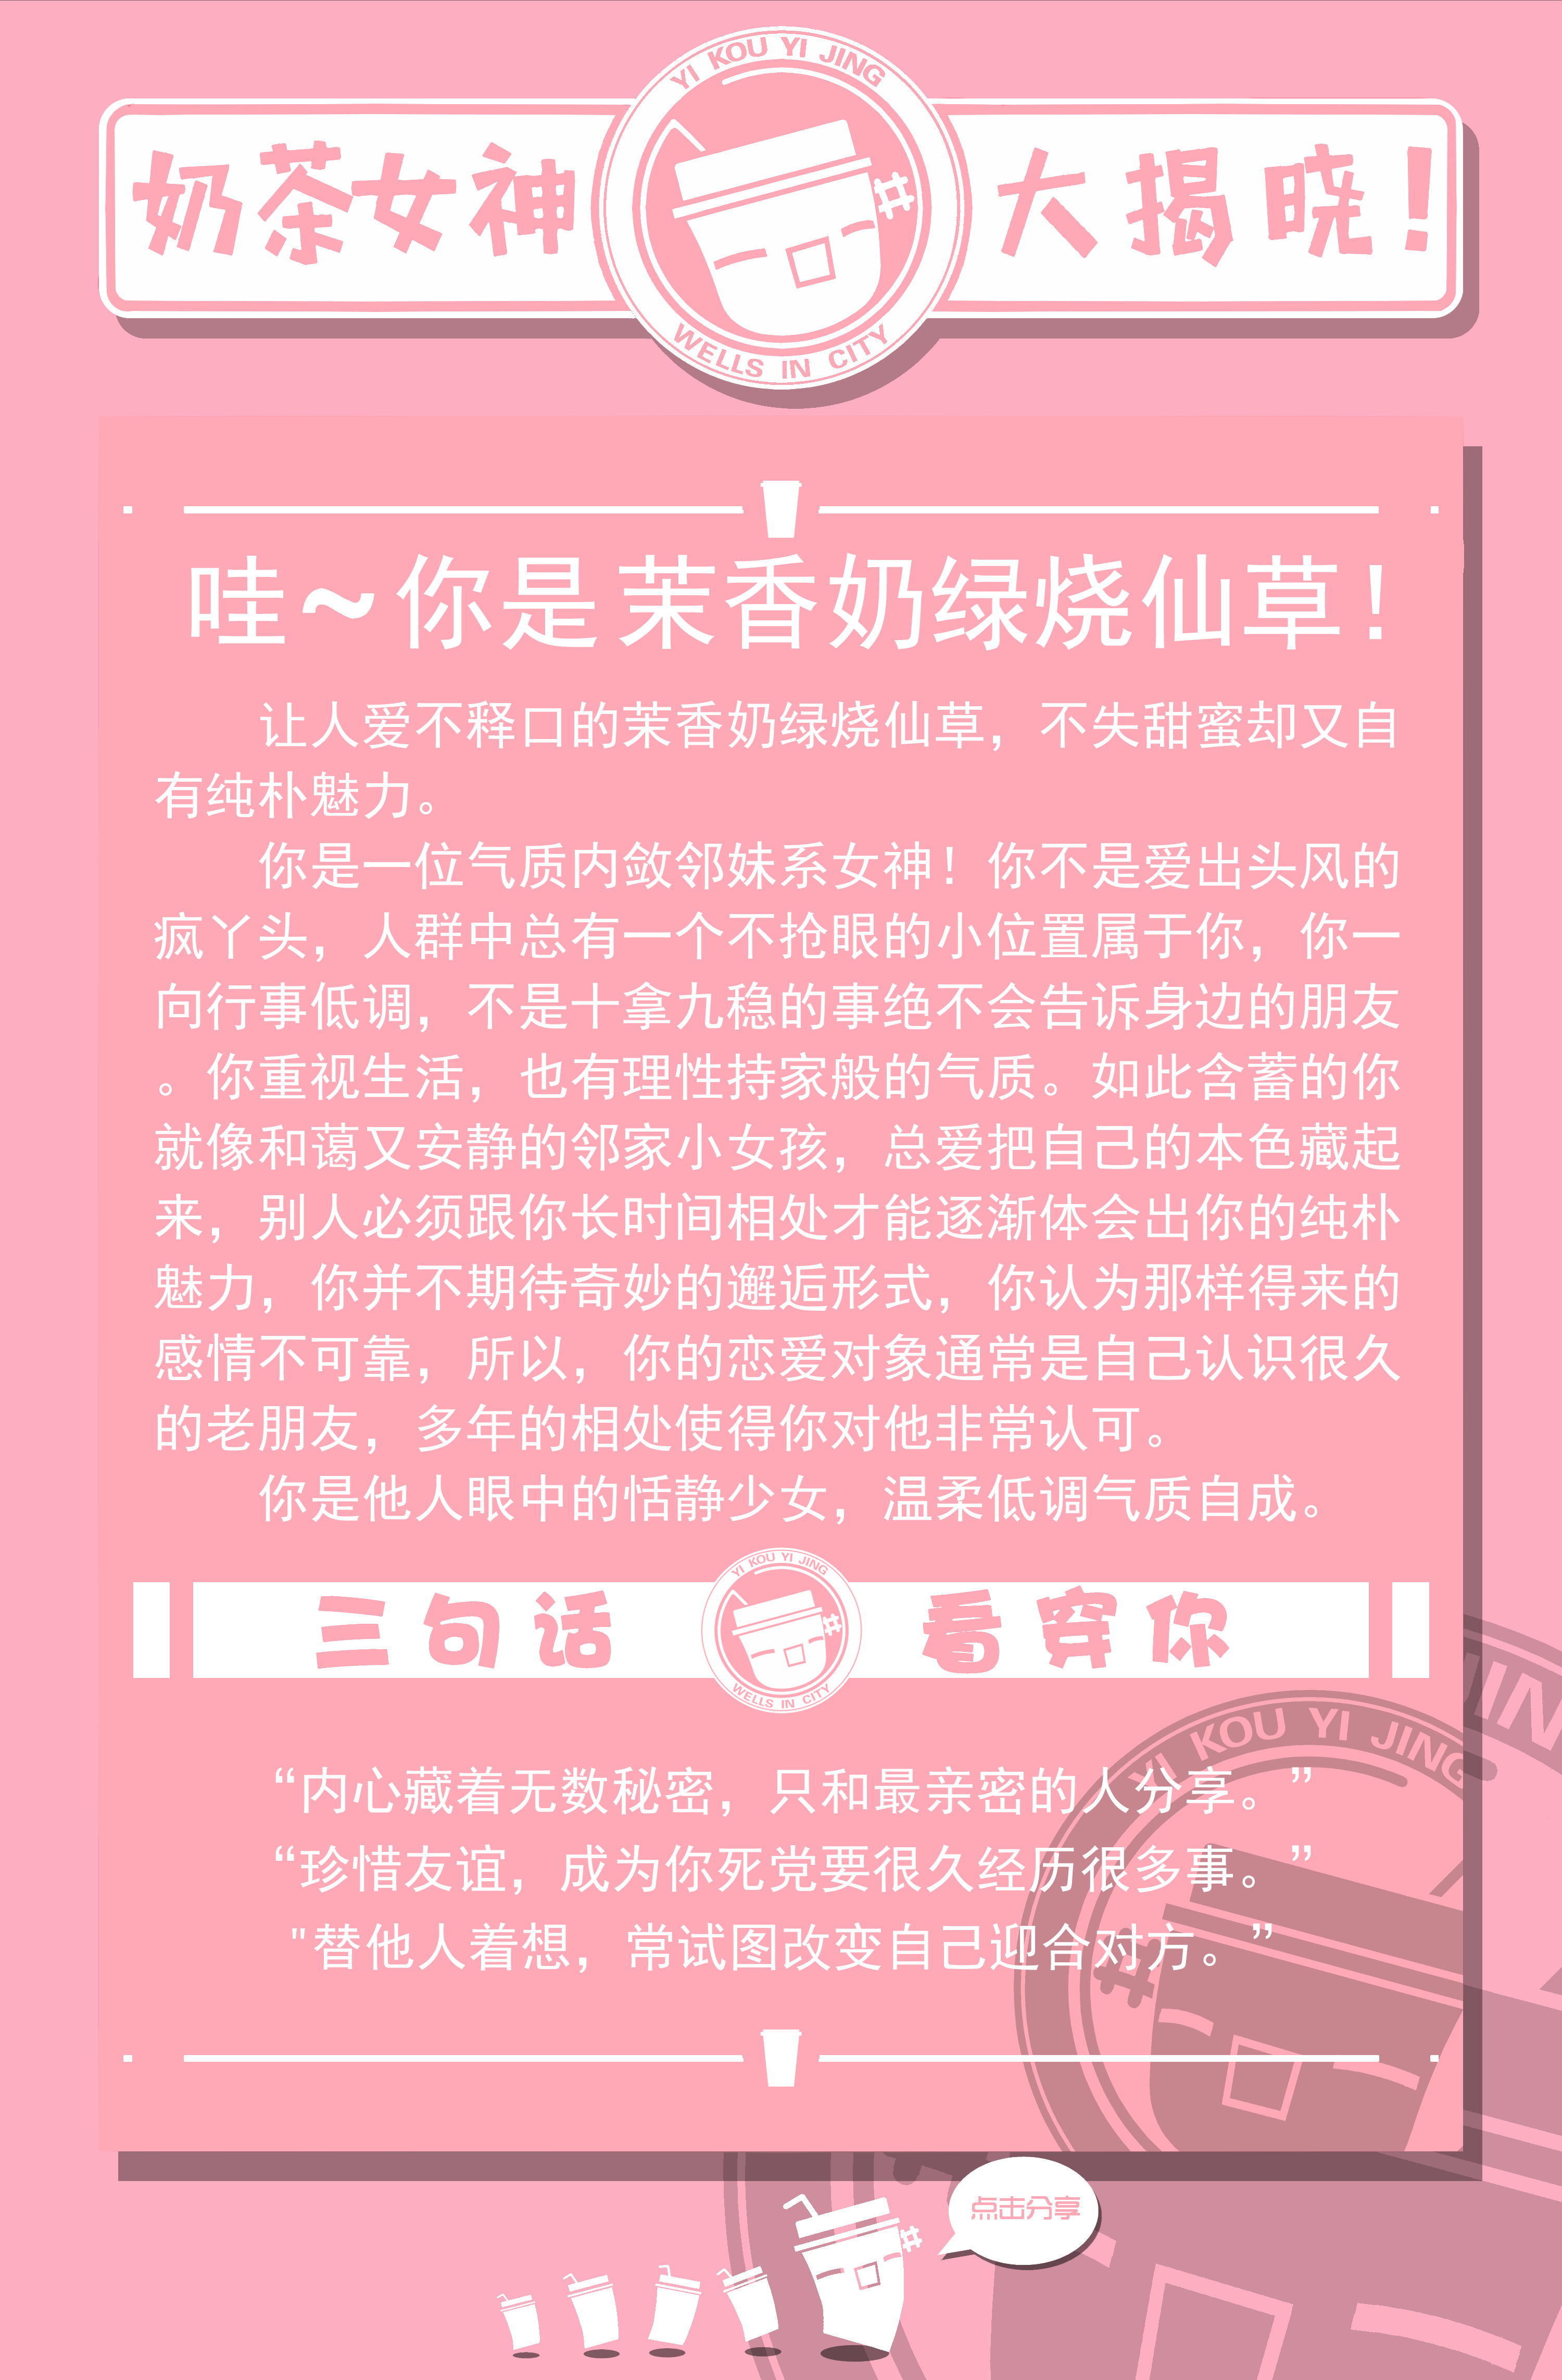 YI KOU YI JING
奶茶女神 大揭晓!
WELLS IN CITY
哇~你是茉香奶绿烧仙草!
让人爱不释口的茉香奶绿烧仙草，不失甜蜜却又自
有纯朴魅力。
你是一位气质内敛邻妹系女神！你不是爱出头风的
疯丫头，人群中总有一个不抢眼的小位置属于你，你一
向行事低调，不是十拿九稳的事绝不会告诉身边的朋友
。你重视生活，也有理性持家般的气质。如此含蓄的你
就像和蔼又安静的邻家小女孩，总爱把自己的本色藏起
来，别人必须跟你长时间相处才能逐渐体会出你的纯朴
魅力，你并不期待奇妙的邂逅形式，你认为那样得来的
感情不可靠，所以，你的恋爱对象通常是自己认识很久
的老朋友，多年的相处使得你对他非常认可。
你是他人眼中的恬静少女，温柔低调气质自成。
YI KOU YI JING
三句话 看穿你
WELLS IN CITY
YI KOU YI JING
“内心藏着无数秘密，只和最亲密的人分享。”
“珍惜友谊，成为你死党要很久经历很多事。”
"替他人着想，常试图改变自己迎合对方。”
点击分享